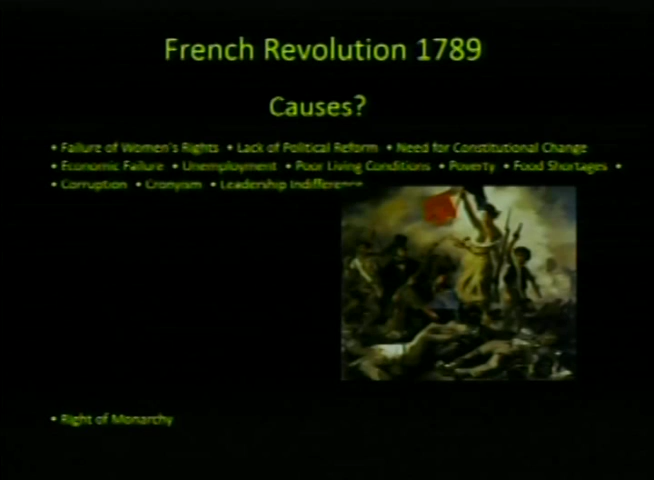 French Revolution 1789
Causes?
• Failure of Women's Rights • Lack of Political Reform • Need for Constitutional Change
• Economic Failure • Unemployment • Poor Living Conditions • Poverty • Food Shortages •
• Corruption • Cronyism • Leadership Indifference
• Right of Monarchy